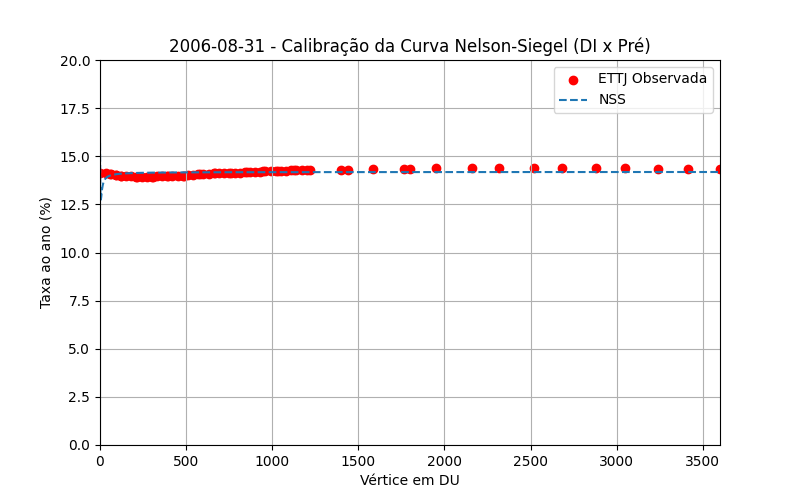 2006-08-31 - Calibração da Curva Nelson-Siegel (DI x Pré)
ETTJ Observada
NSS
Taxa ao ano (%)
20.0
17.5
15.0
12.5
10.0
7.5
5.0
2.5
0.0
0 500 1000 1500 2000 2500 3000 3500
Vértice em DU